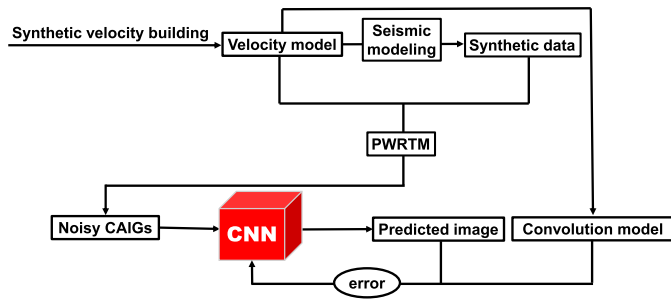 Synthetic velocity building
Velocity model
Seismic
modeling
Synthetic data
PWRTM
Noisy CAIGs
CNN
Predicted image
Convolution model
error